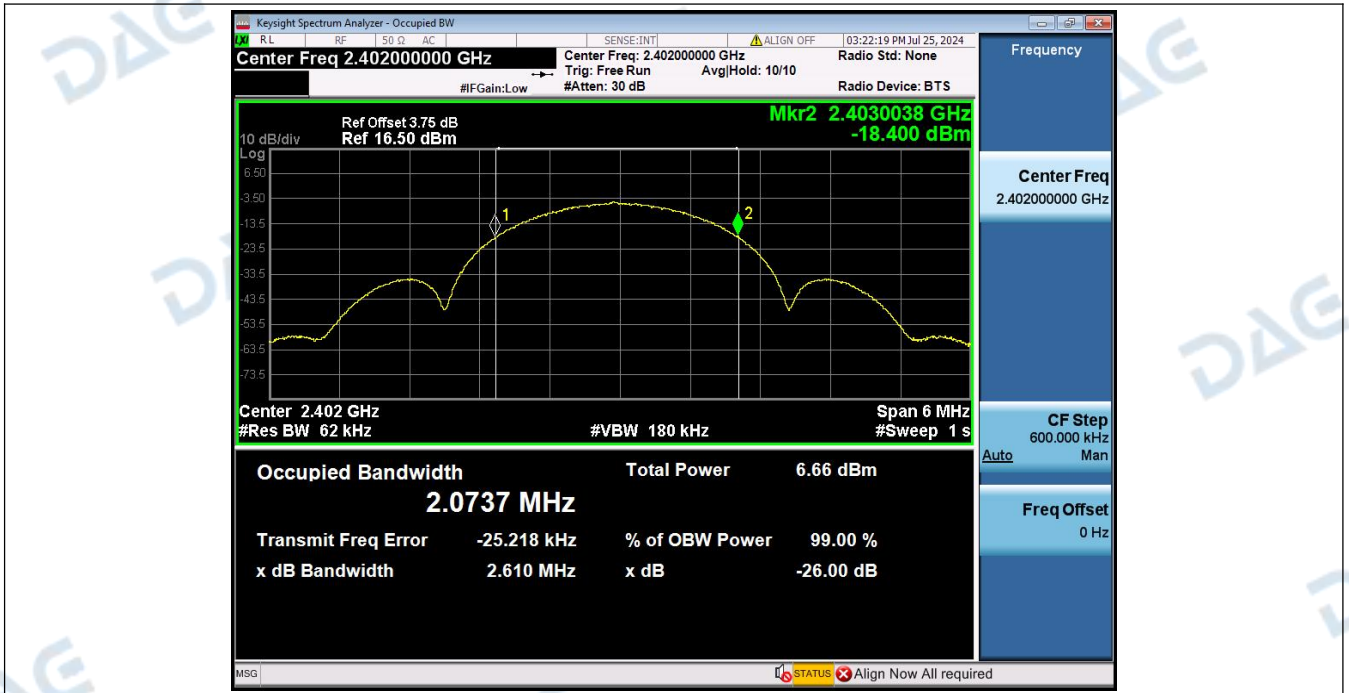 Keysight Spectrum Analyzer - Occupied BW
LXI RL RF 50 Ω AC SENSE:INT ALIGN OFF 03:22:19 PM Jul 25, 2024
Center Freq 2.402000000 GHz
Center Freq: 2.402000000 GHz
Radio Std: None
Trig: Free Run Avg|Hold: 10/10
#IFGain:Low #Atten: 30 dB Radio Device: BTS
Mkr2 2.4030038 GHz
-18.400 dBm
Ref Offset 3.75 dB
10 dB/div Ref 16.50 dBm
Log
6.50
-3.50
-13.5
-23.5
-33.5
-43.5
-53.5
-63.5
-73.5
1
2
Center 2.402 GHz Span 6 MHz
#Res BW 62 kHz #VBW 180 kHz #Sweep 1 s
Occupied Bandwidth Total Power 6.66 dBm
2.0737 MHz
Transmit Freq Error -25.218 kHz % of OBW Power 99.00 %
x dB Bandwidth 2.610 MHz x dB -26.00 dB
Frequency
Center Freq
2.402000000 GHz
CF Step
600.000 kHz
Auto Man
Freq Offset
0 Hz
MSG STATUS Align Now All required
DAG
DAG
DAG